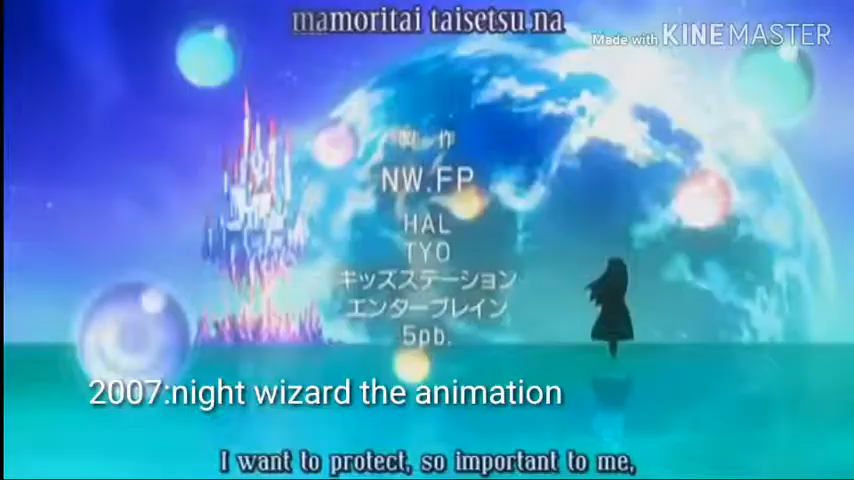 mamoritai taisetsu na
Made with KINEMASTER
製 作
NW.FP
HAL
TYO
キッズステーション
エンターブレイン
5pb.
2007:night wizard the animation
I want to protect, so important to me,